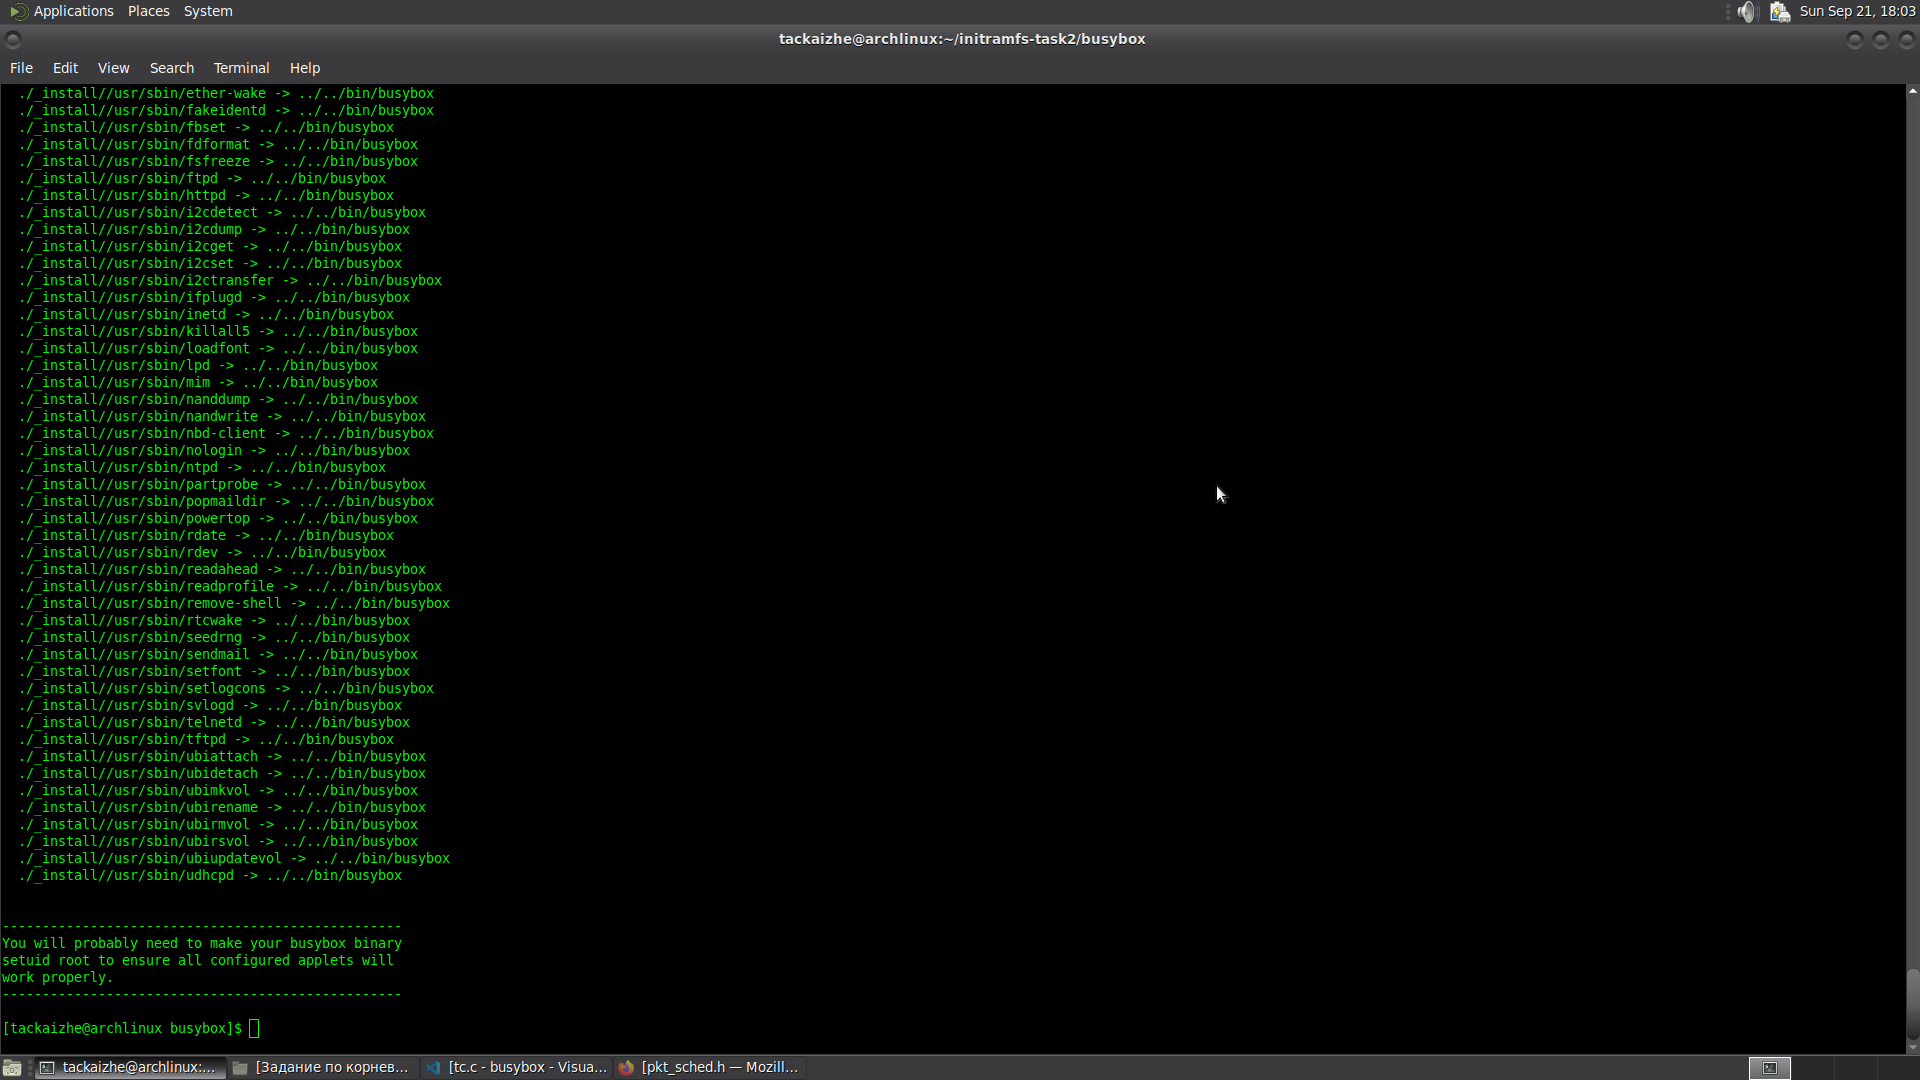 Applications Places System Sun Sep 21, 18:03
tackaizhe@archlinux:~/initramfs-task2/busybox
File Edit View Search Terminal Help
./_install//usr/sbin/ether-wake -> ../../bin/busybox
./_install//usr/sbin/fakeidentd -> ../../bin/busybox
./_install//usr/sbin/fbset -> ../../bin/busybox
./_install//usr/sbin/fdformat -> ../../bin/busybox
./_install//usr/sbin/fsfreeze -> ../../bin/busybox
./_install//usr/sbin/ftpd -> ../../bin/busybox
./_install//usr/sbin/httpd -> ../../bin/busybox
./_install//usr/sbin/i2cdetect -> ../../bin/busybox
./_install//usr/sbin/i2cdump -> ../../bin/busybox
./_install//usr/sbin/i2cget -> ../../bin/busybox
./_install//usr/sbin/i2cset -> ../../bin/busybox
./_install//usr/sbin/i2ctransfer -> ../../bin/busybox
./_install//usr/sbin/ifplugd -> ../../bin/busybox
./_install//usr/sbin/inetd -> ../../bin/busybox
./_install//usr/sbin/killall5 -> ../../bin/busybox
./_install//usr/sbin/loadfont -> ../../bin/busybox
./_install//usr/sbin/lpd -> ../../bin/busybox
./_install//usr/sbin/mim -> ../../bin/busybox
./_install//usr/sbin/nanddump -> ../../bin/busybox
./_install//usr/sbin/nandwrite -> ../../bin/busybox
./_install//usr/sbin/nbd-client -> ../../bin/busybox
./_install//usr/sbin/nologin -> ../../bin/busybox
./_install//usr/sbin/ntpd -> ../../bin/busybox
./_install//usr/sbin/partprobe -> ../../bin/busybox
./_install//usr/sbin/popmaildir -> ../../bin/busybox
./_install//usr/sbin/powertop -> ../../bin/busybox
./_install//usr/sbin/rdate -> ../../bin/busybox
./_install//usr/sbin/rdev -> ../../bin/busybox
./_install//usr/sbin/readahead -> ../../bin/busybox
./_install//usr/sbin/readprofile -> ../../bin/busybox
./_install//usr/sbin/remove-shell -> ../../bin/busybox
./_install//usr/sbin/rtcwake -> ../../bin/busybox
./_install//usr/sbin/seedrng -> ../../bin/busybox
./_install//usr/sbin/sendmail -> ../../bin/busybox
./_install//usr/sbin/setfont -> ../../bin/busybox
./_install//usr/sbin/setlogcons -> ../../bin/busybox
./_install//usr/sbin/svlogd -> ../../bin/busybox
./_install//usr/sbin/telnetd -> ../../bin/busybox
./_install//usr/sbin/tftpd -> ../../bin/busybox
./_install//usr/sbin/ubiattach -> ../../bin/busybox
./_install//usr/sbin/ubidetach -> ../../bin/busybox
./_install//usr/sbin/ubimkvol -> ../../bin/busybox
./_install//usr/sbin/ubirename -> ../../bin/busybox
./_install//usr/sbin/ubirmvol -> ../../bin/busybox
./_install//usr/sbin/ubirsvol -> ../../bin/busybox
./_install//usr/sbin/ubiupdatevol -> ../../bin/busybox
./_install//usr/sbin/udhcpd -> ../../bin/busybox
--------------------------------------------------
You will probably need to make your busybox binary
setuid root to ensure all configured applets will
work properly.
--------------------------------------------------
[tackaizhe@archlinux busybox]$
tackaizhe@archlinux:... [Задание по корнев... [tc.c - busybox - Visua... [pkt_sched.h — Mozill...